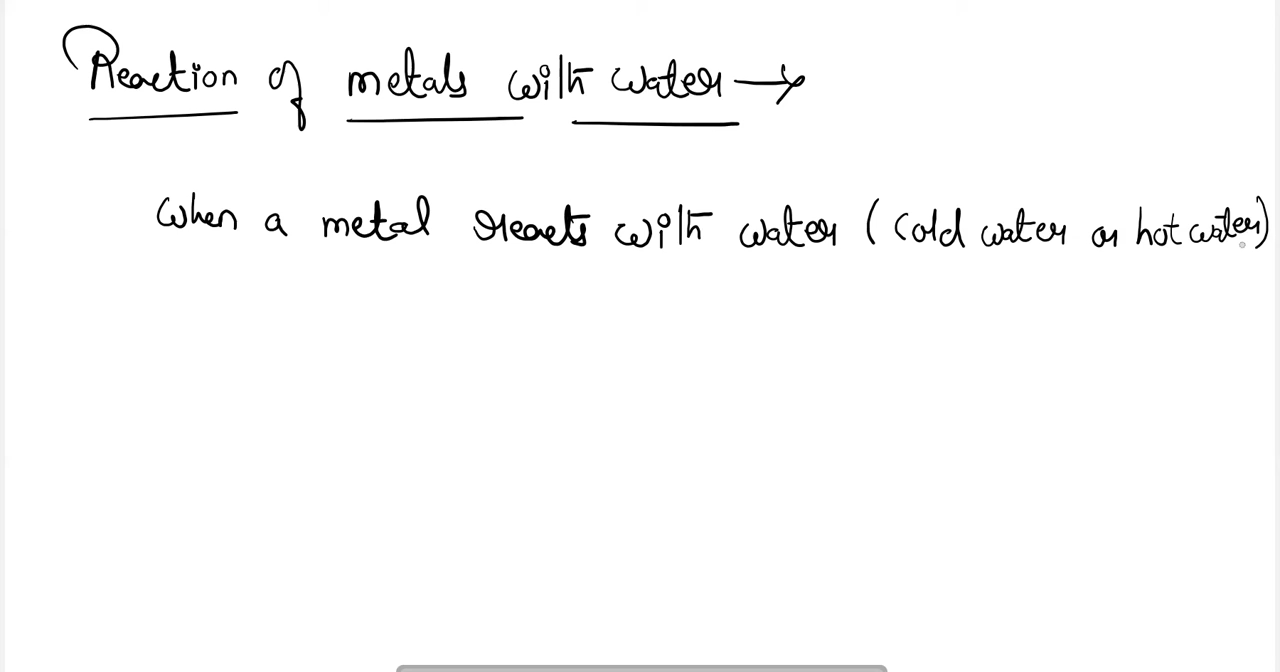 Reaction of metals with water →
When a metal reacts with water (cold water or hot water)